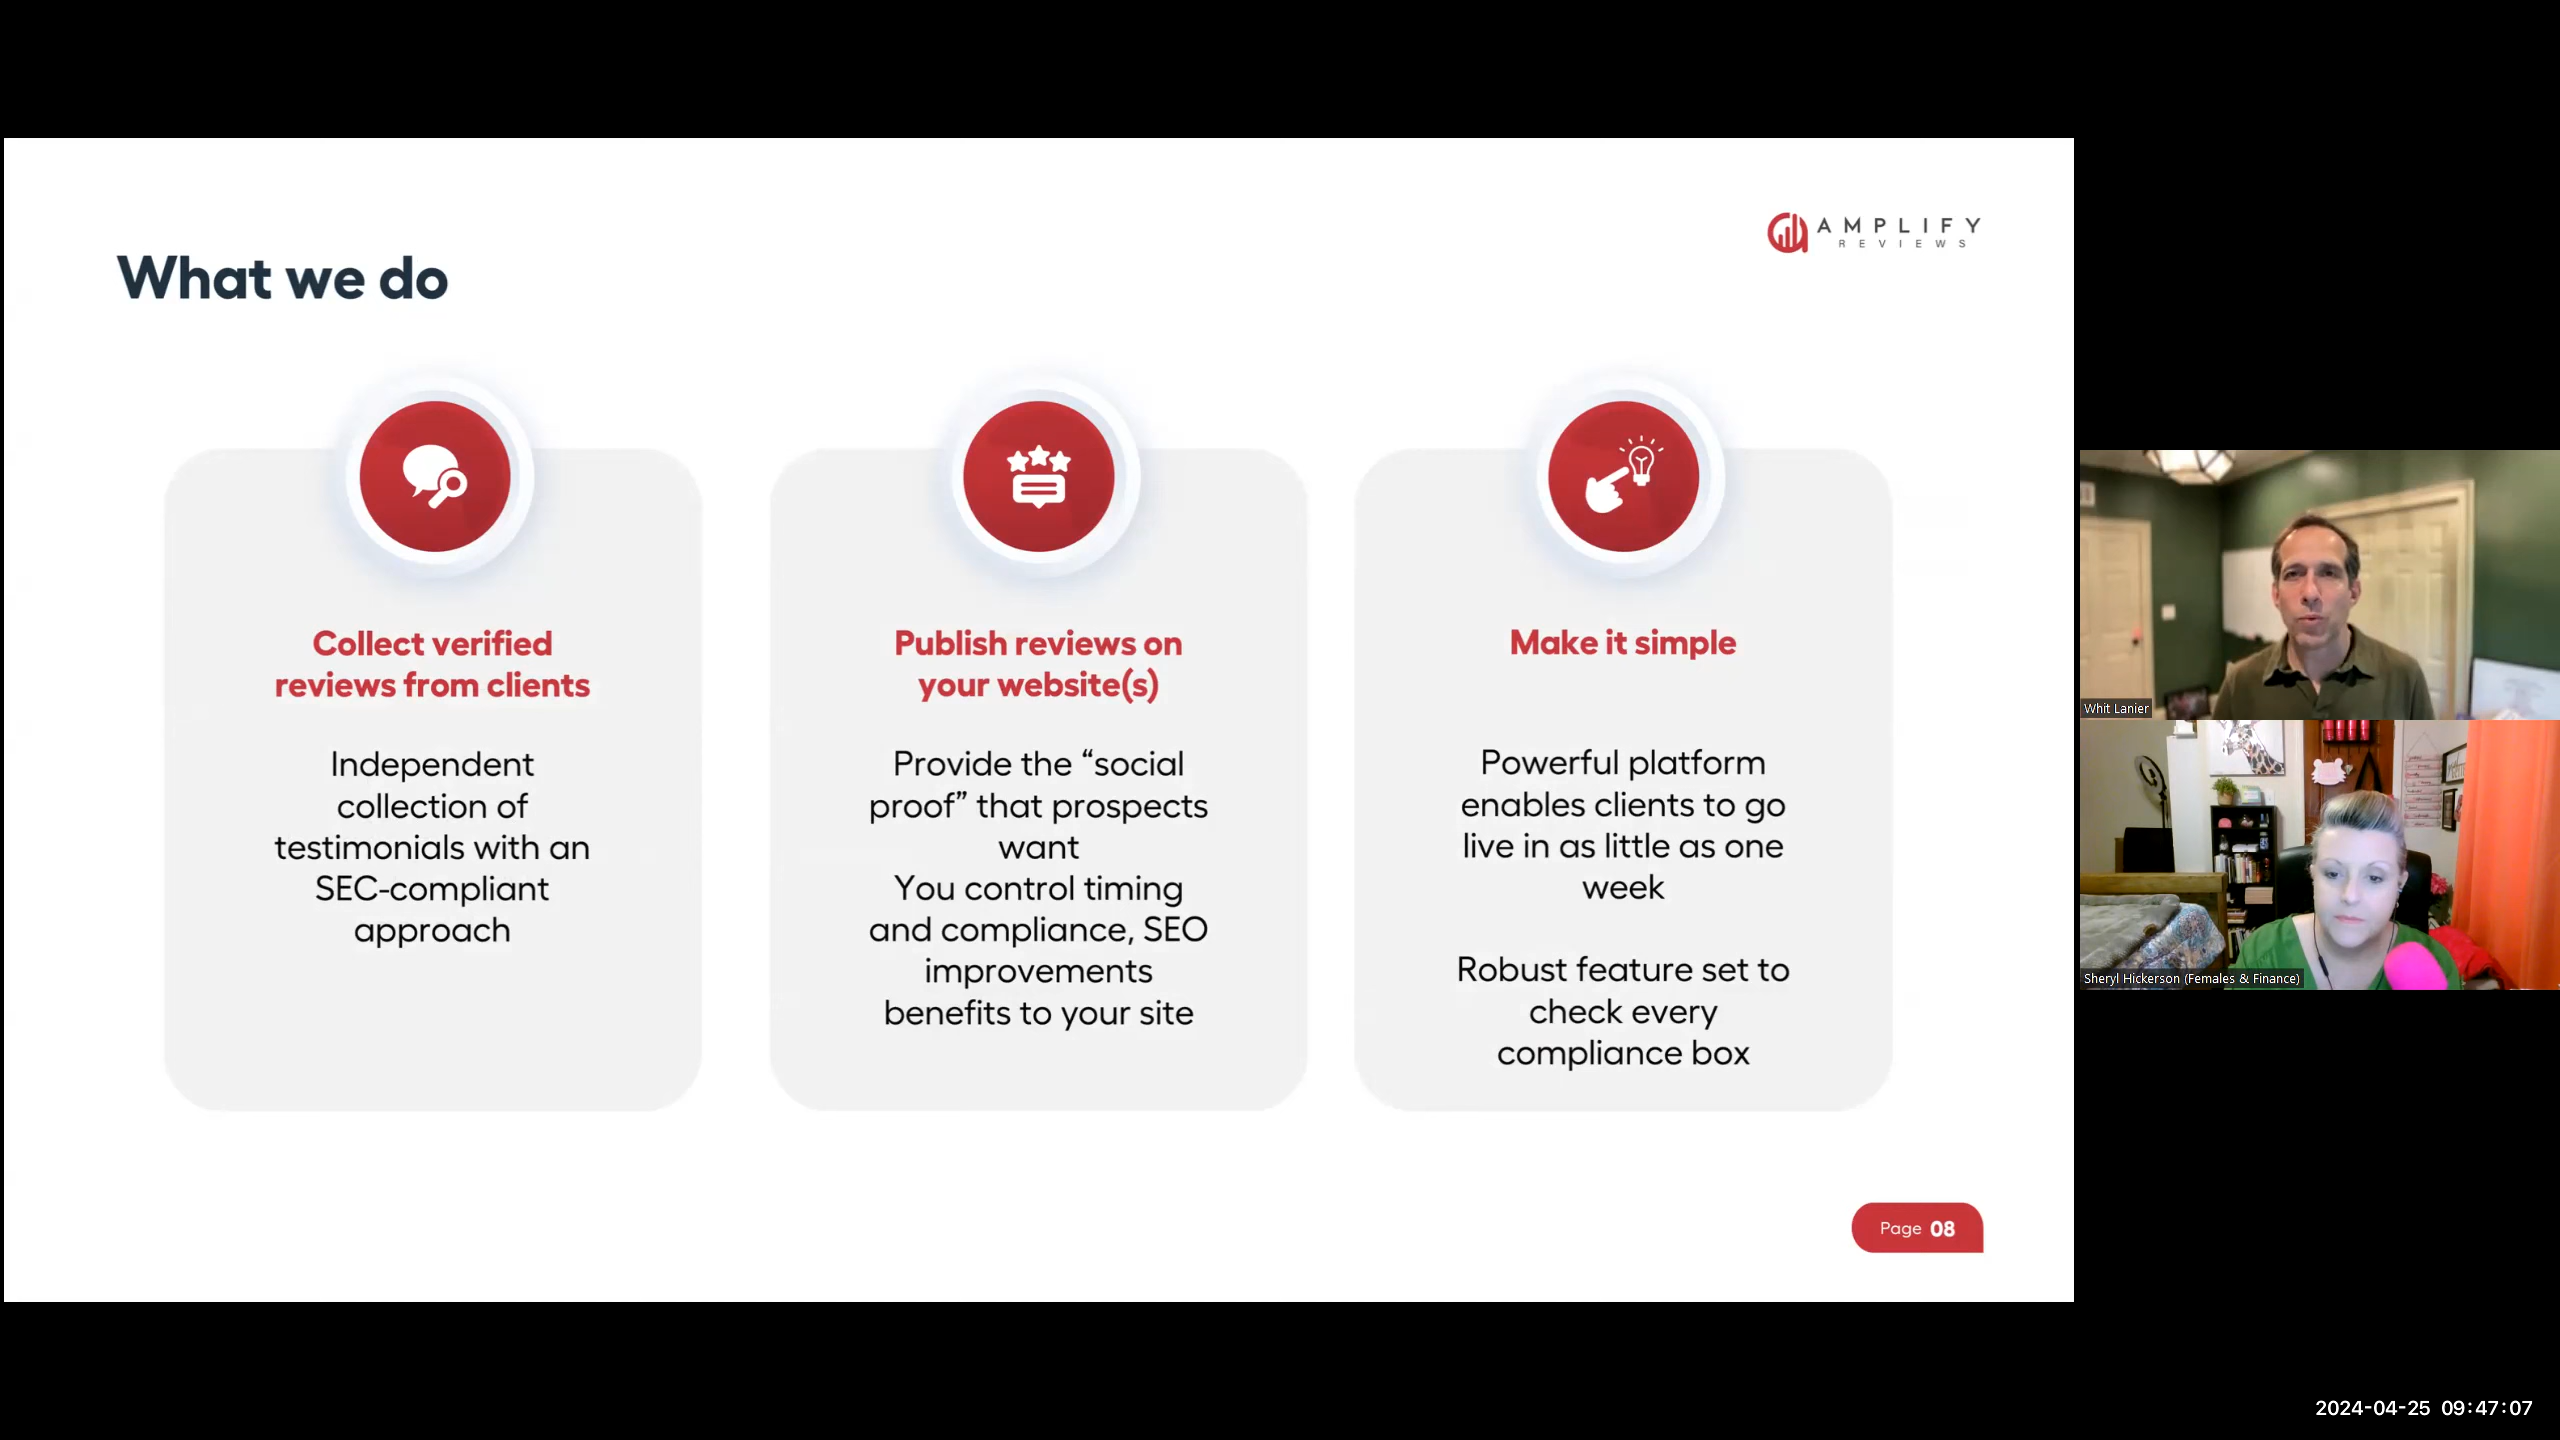 AMPLIFY
REVIEWS
What we do
Collect verified
reviews from clients
Independent
collection of
testimonials with an
SEC-compliant
approach
Publish reviews on
your website(s)
Provide the “social
proof” that prospects
want
You control timing
and compliance, SEO
improvements
benefits to your site
Make it simple
Powerful platform
enables clients to go
live in as little as one
week
Robust feature set to
check every
compliance box
Page 08
Whit Lanier
Sheryl Hickerson (Females & Finance)
2024-04-25 09:47:07